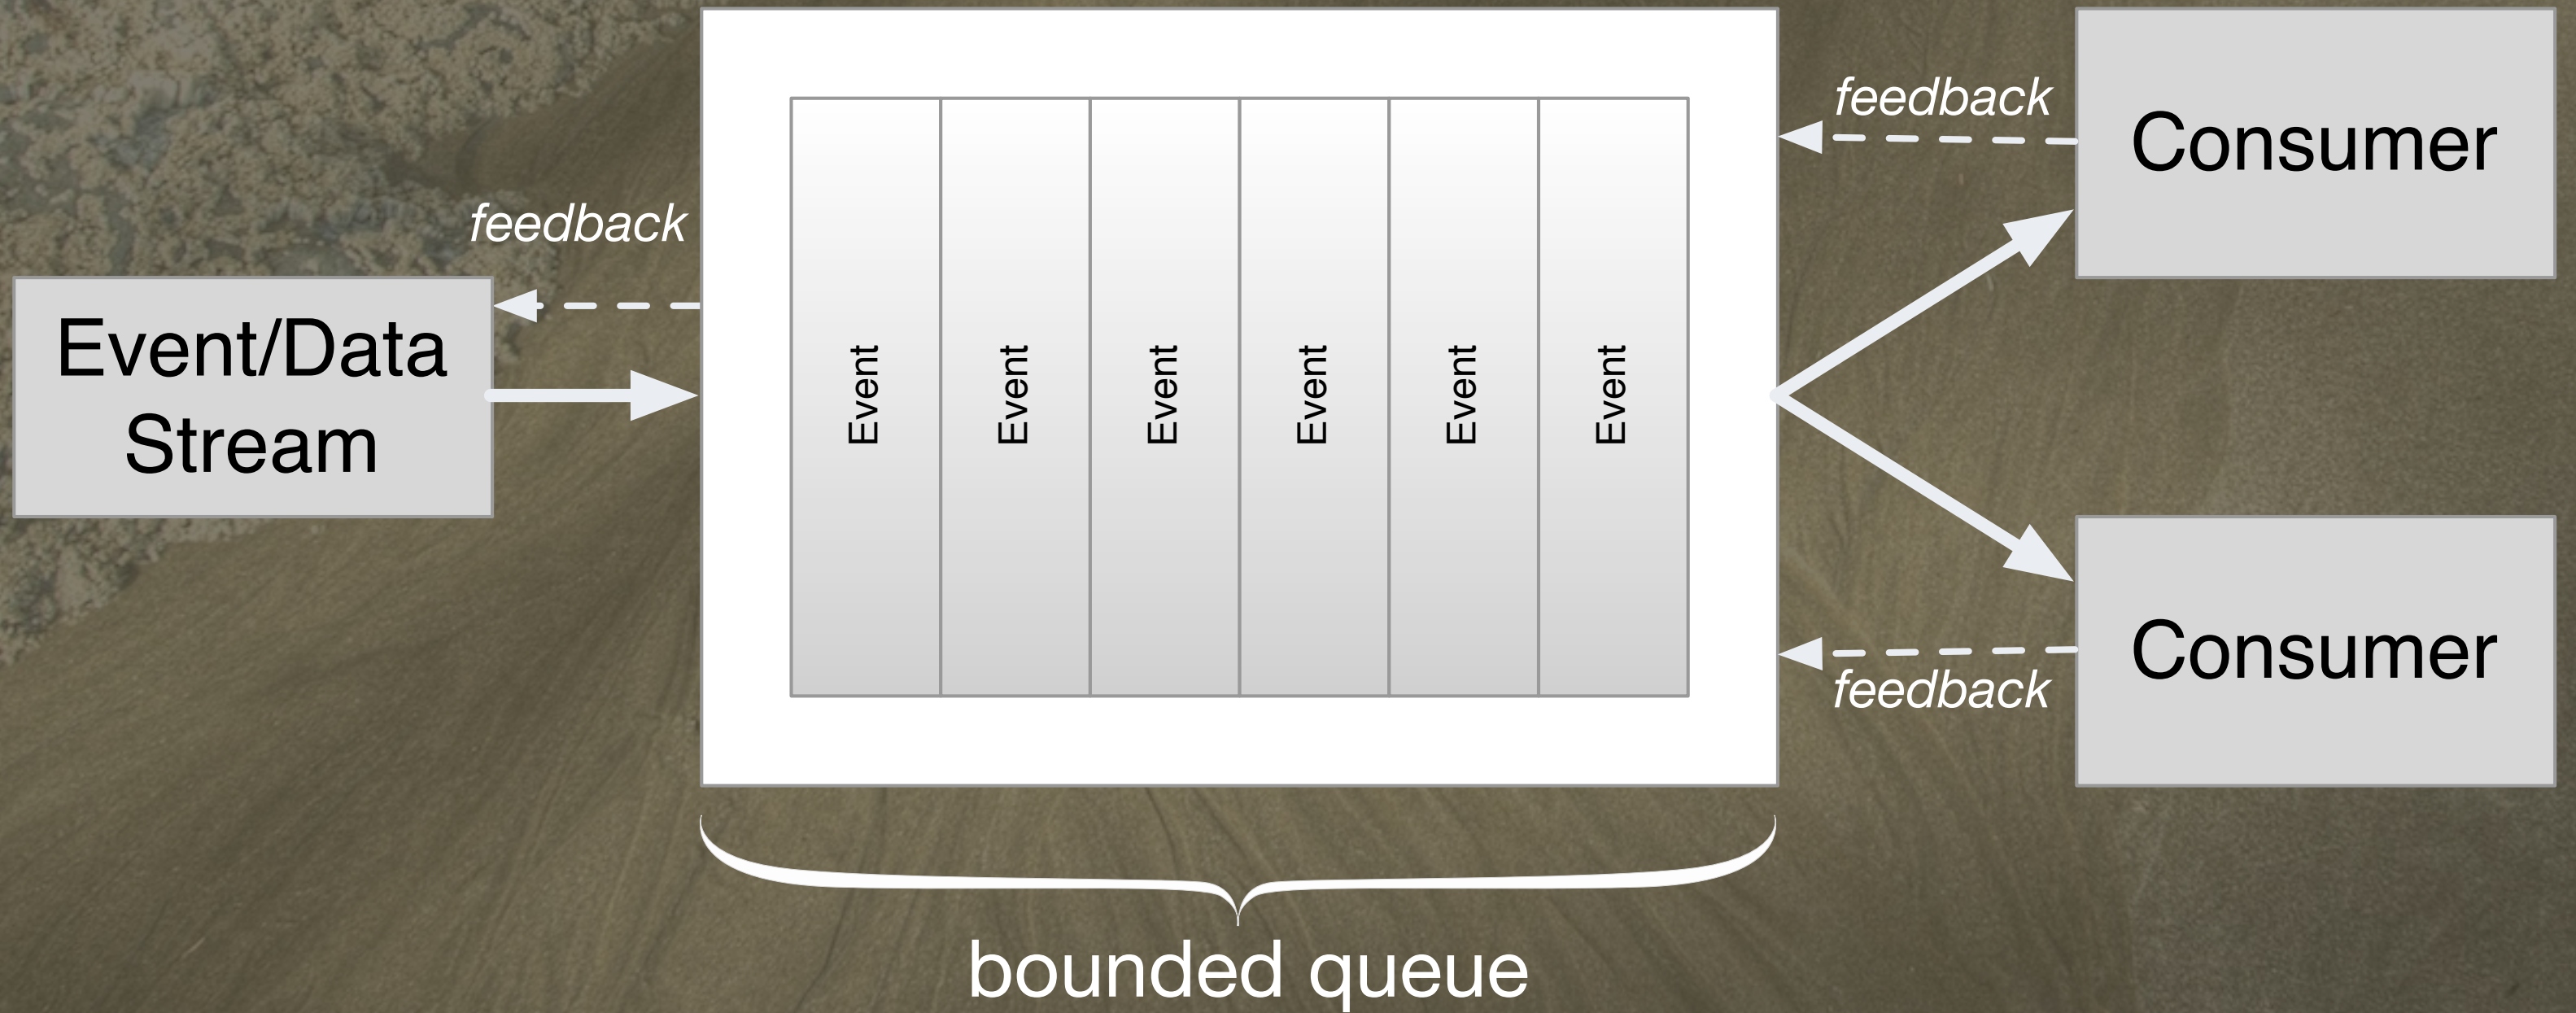 feedback
Event/Data
Stream
Event
Event
Event
Event
Event
Event
feedback
Consumer
Consumer
feedback
bounded queue